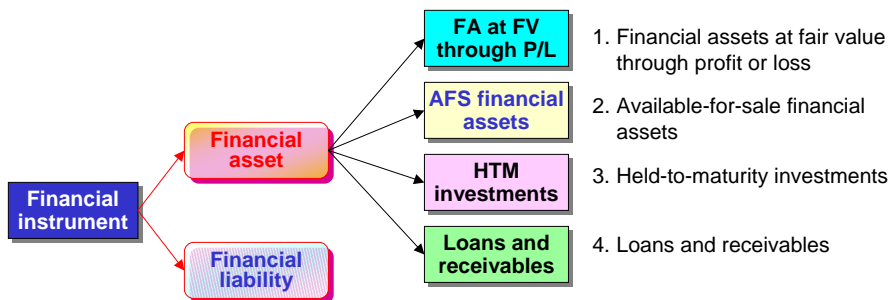 Financial
instrument
Financial
asset
Financial
liability
FA at FV
through P/L
AFS financial
assets
HTM
investments
Loans and
receivables
1. Financial assets at fair value
through profit or loss
2. Available-for-sale financial
assets
3. Held-to-maturity investments
4. Loans and receivables